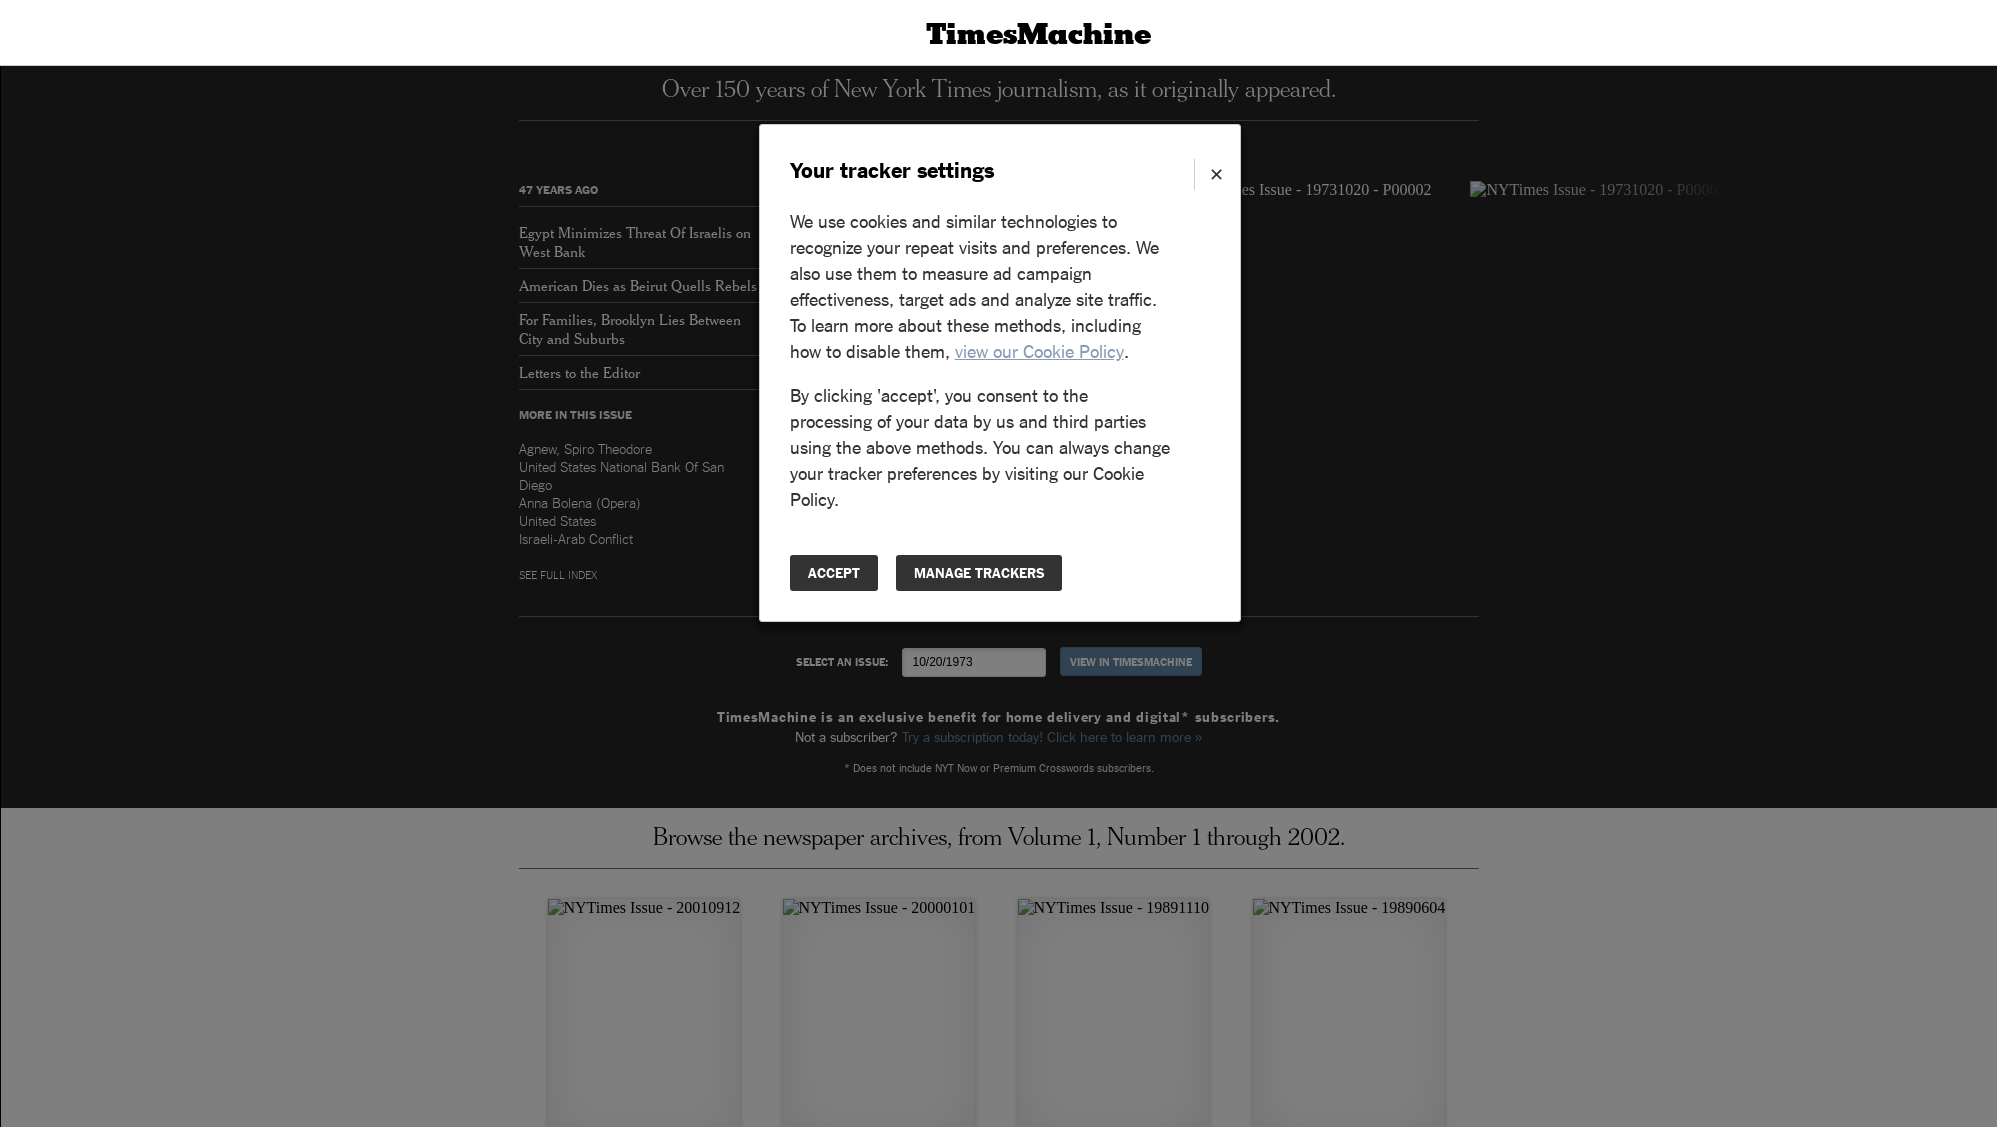 TimesMachine
Over 150 years of New York Times journalism, as it originally appeared.
47 YEARS AGO
Egypt Minimizes Threat Of Israelis on
West Bank
American Dies as Beirut Quells Rebels
For Families, Brooklyn Lies Between
City and Suburbs
Letters to the Editor
MORE IN THIS ISSUE
Agnew, Spiro Theodore
United States National Bank Of San
Diego
Anna Bolena (Opera)
United States
Israeli-Arab Conflict
SEE FULL INDEX
Your tracker settings
×
We use cookies and similar technologies to
recognize your repeat visits and preferences. We
also use them to measure ad campaign
effectiveness, target ads and analyze site traffic.
To learn more about these methods, including
how to disable them, view our Cookie Policy.
By clicking 'accept', you consent to the
processing of your data by us and third parties
using the above methods. You can always change
your tracker preferences by visiting our Cookie
Policy.
ACCEPT
MANAGE TRACKERS
es Issue - 19731020 - P00002
NYTimes Issue - 19731020 - P0000
SELECT AN ISSUE:
10/20/1973
VIEW IN TIMESMACHINE
TimesMachine is an exclusive benefit for home delivery and digital* subscribers.
Not a subscriber? Try a subscription today! Click here to learn more »
* Does not include NYT Now or Premium Crosswords subscribers.
Browse the newspaper archives, from Volume 1, Number 1 through 2002.
NYTimes Issue - 20010912
NYTimes Issue - 20000101
NYTimes Issue - 19891110
NYTimes Issue - 19890604